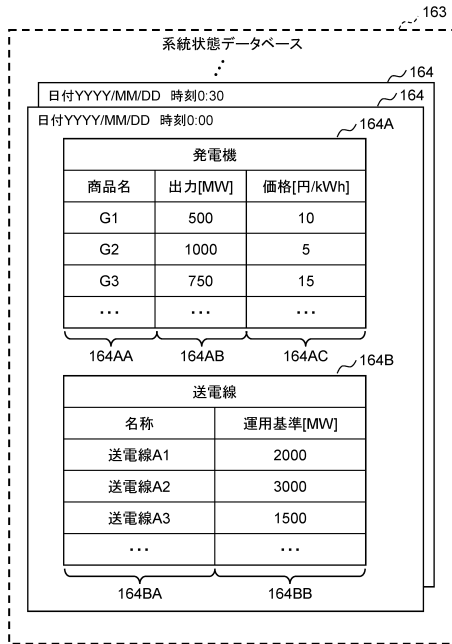 163
系統状態データベース
164
日付YYYY/MM/DD 時刻0:30
164
日付YYYY/MM/DD 時刻0:00
164A
発電機
商品名 出力[MW] 価格[円/kWh]
G1 500 10
G2 1000 5
G3 750 15
... ... ...
164AA 164AB 164AC
164B
送電線
名称 運用基準[MW]
送電線A1 2000
送電線A2 3000
送電線A3 1500
... ...
164BA 164BB